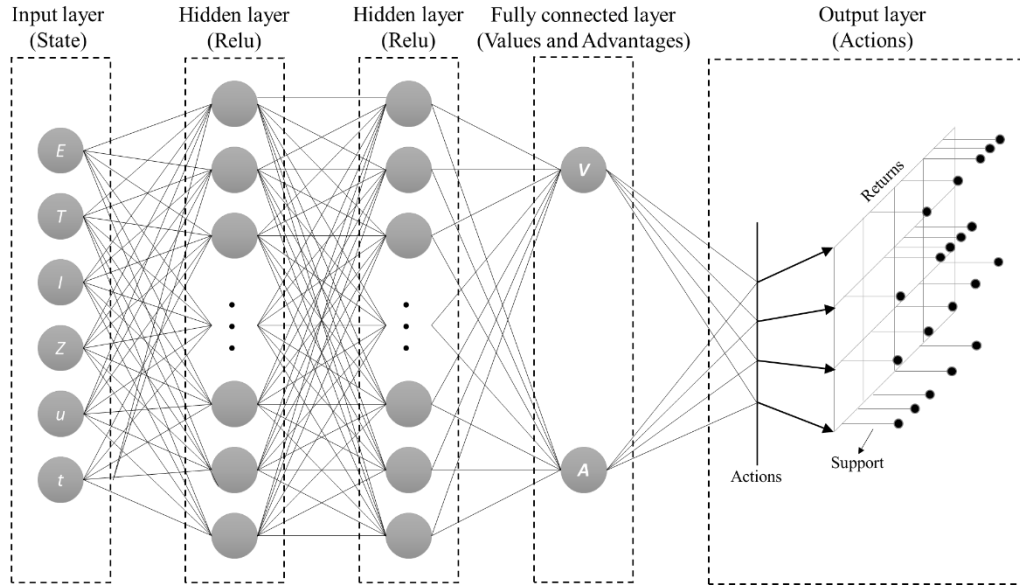 Input layer
(State)
Hidden layer
(Relu)
Hidden layer
(Relu)
Fully connected layer
(Values and Advantages)
Output layer
(Actions)
E
T
I
Z
u
t
V
A
Returns
Actions
Support